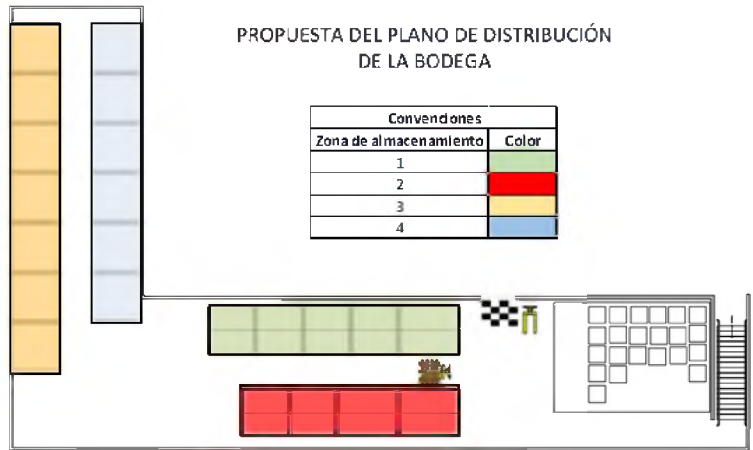 PROPUESTA DEL PLANO DE DISTRIBUCIÓN
DE LA BODEGA
Convenciones
Zona de almacenamiento Color
1
2
3
4